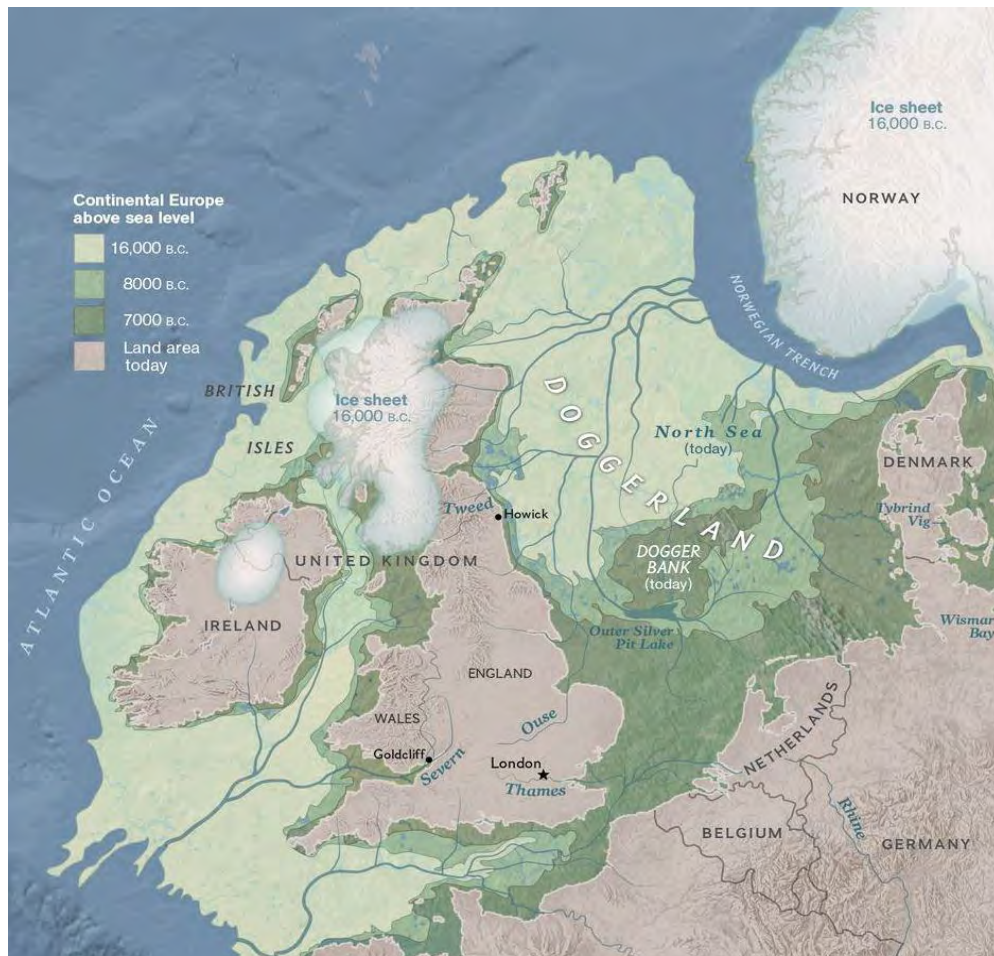 Ice sheet
16,000 B.C.
NORWAY
Continental Europe
above sea level
16,000 B.C.
8000 B.C.
7000 B.C.
Land area
today
NORWEGIAN TRENCH
BRITISH
ISLES
Ice sheet
16,000 B.C.
DOGGERLAND
North Sea
(today)
ATLANTIC OCEAN
DENMARK
Tybrind
Vig
Tweed
Howick
DOGGER
BANK
(today)
UNITED KINGDOM
IRELAND
Outer Silver
Pit Lake
Wismar
Bay
ENGLAND
WALES
Ouse
NETHERLANDS
Goldcliff
Severn
London
Thames
Rhine
BELGIUM
GERMANY